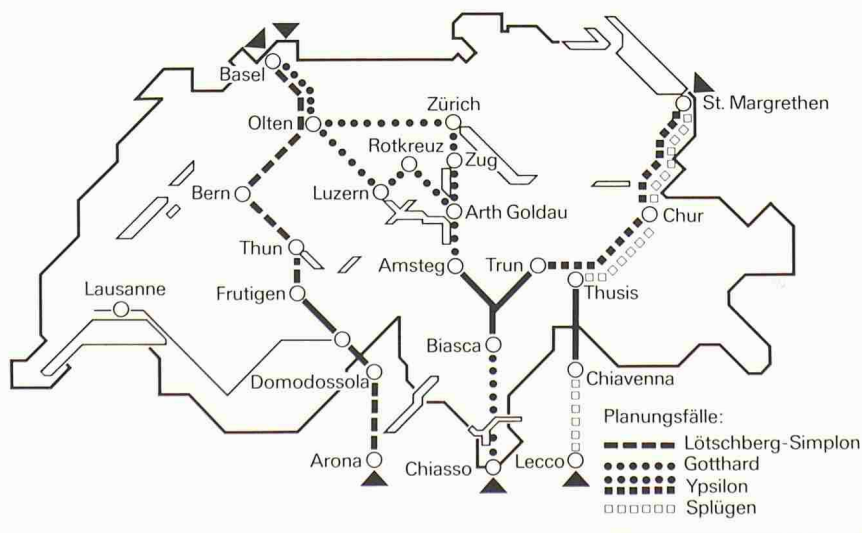 Basel
St. Margrethen
Zürich
Olten
Rotkreuz
Zug
Bern
Luzern
Arth Goldau
Chur
Thun
Amsteg
Trun
Lausanne
Frutigen
Thusis
Biasca
Domodossola
Chiavenna
Planungsfälle:
Lötschberg-Simplon
Arona
Chiasso
Lecco
Gotthard
Ypsilon
Splügen